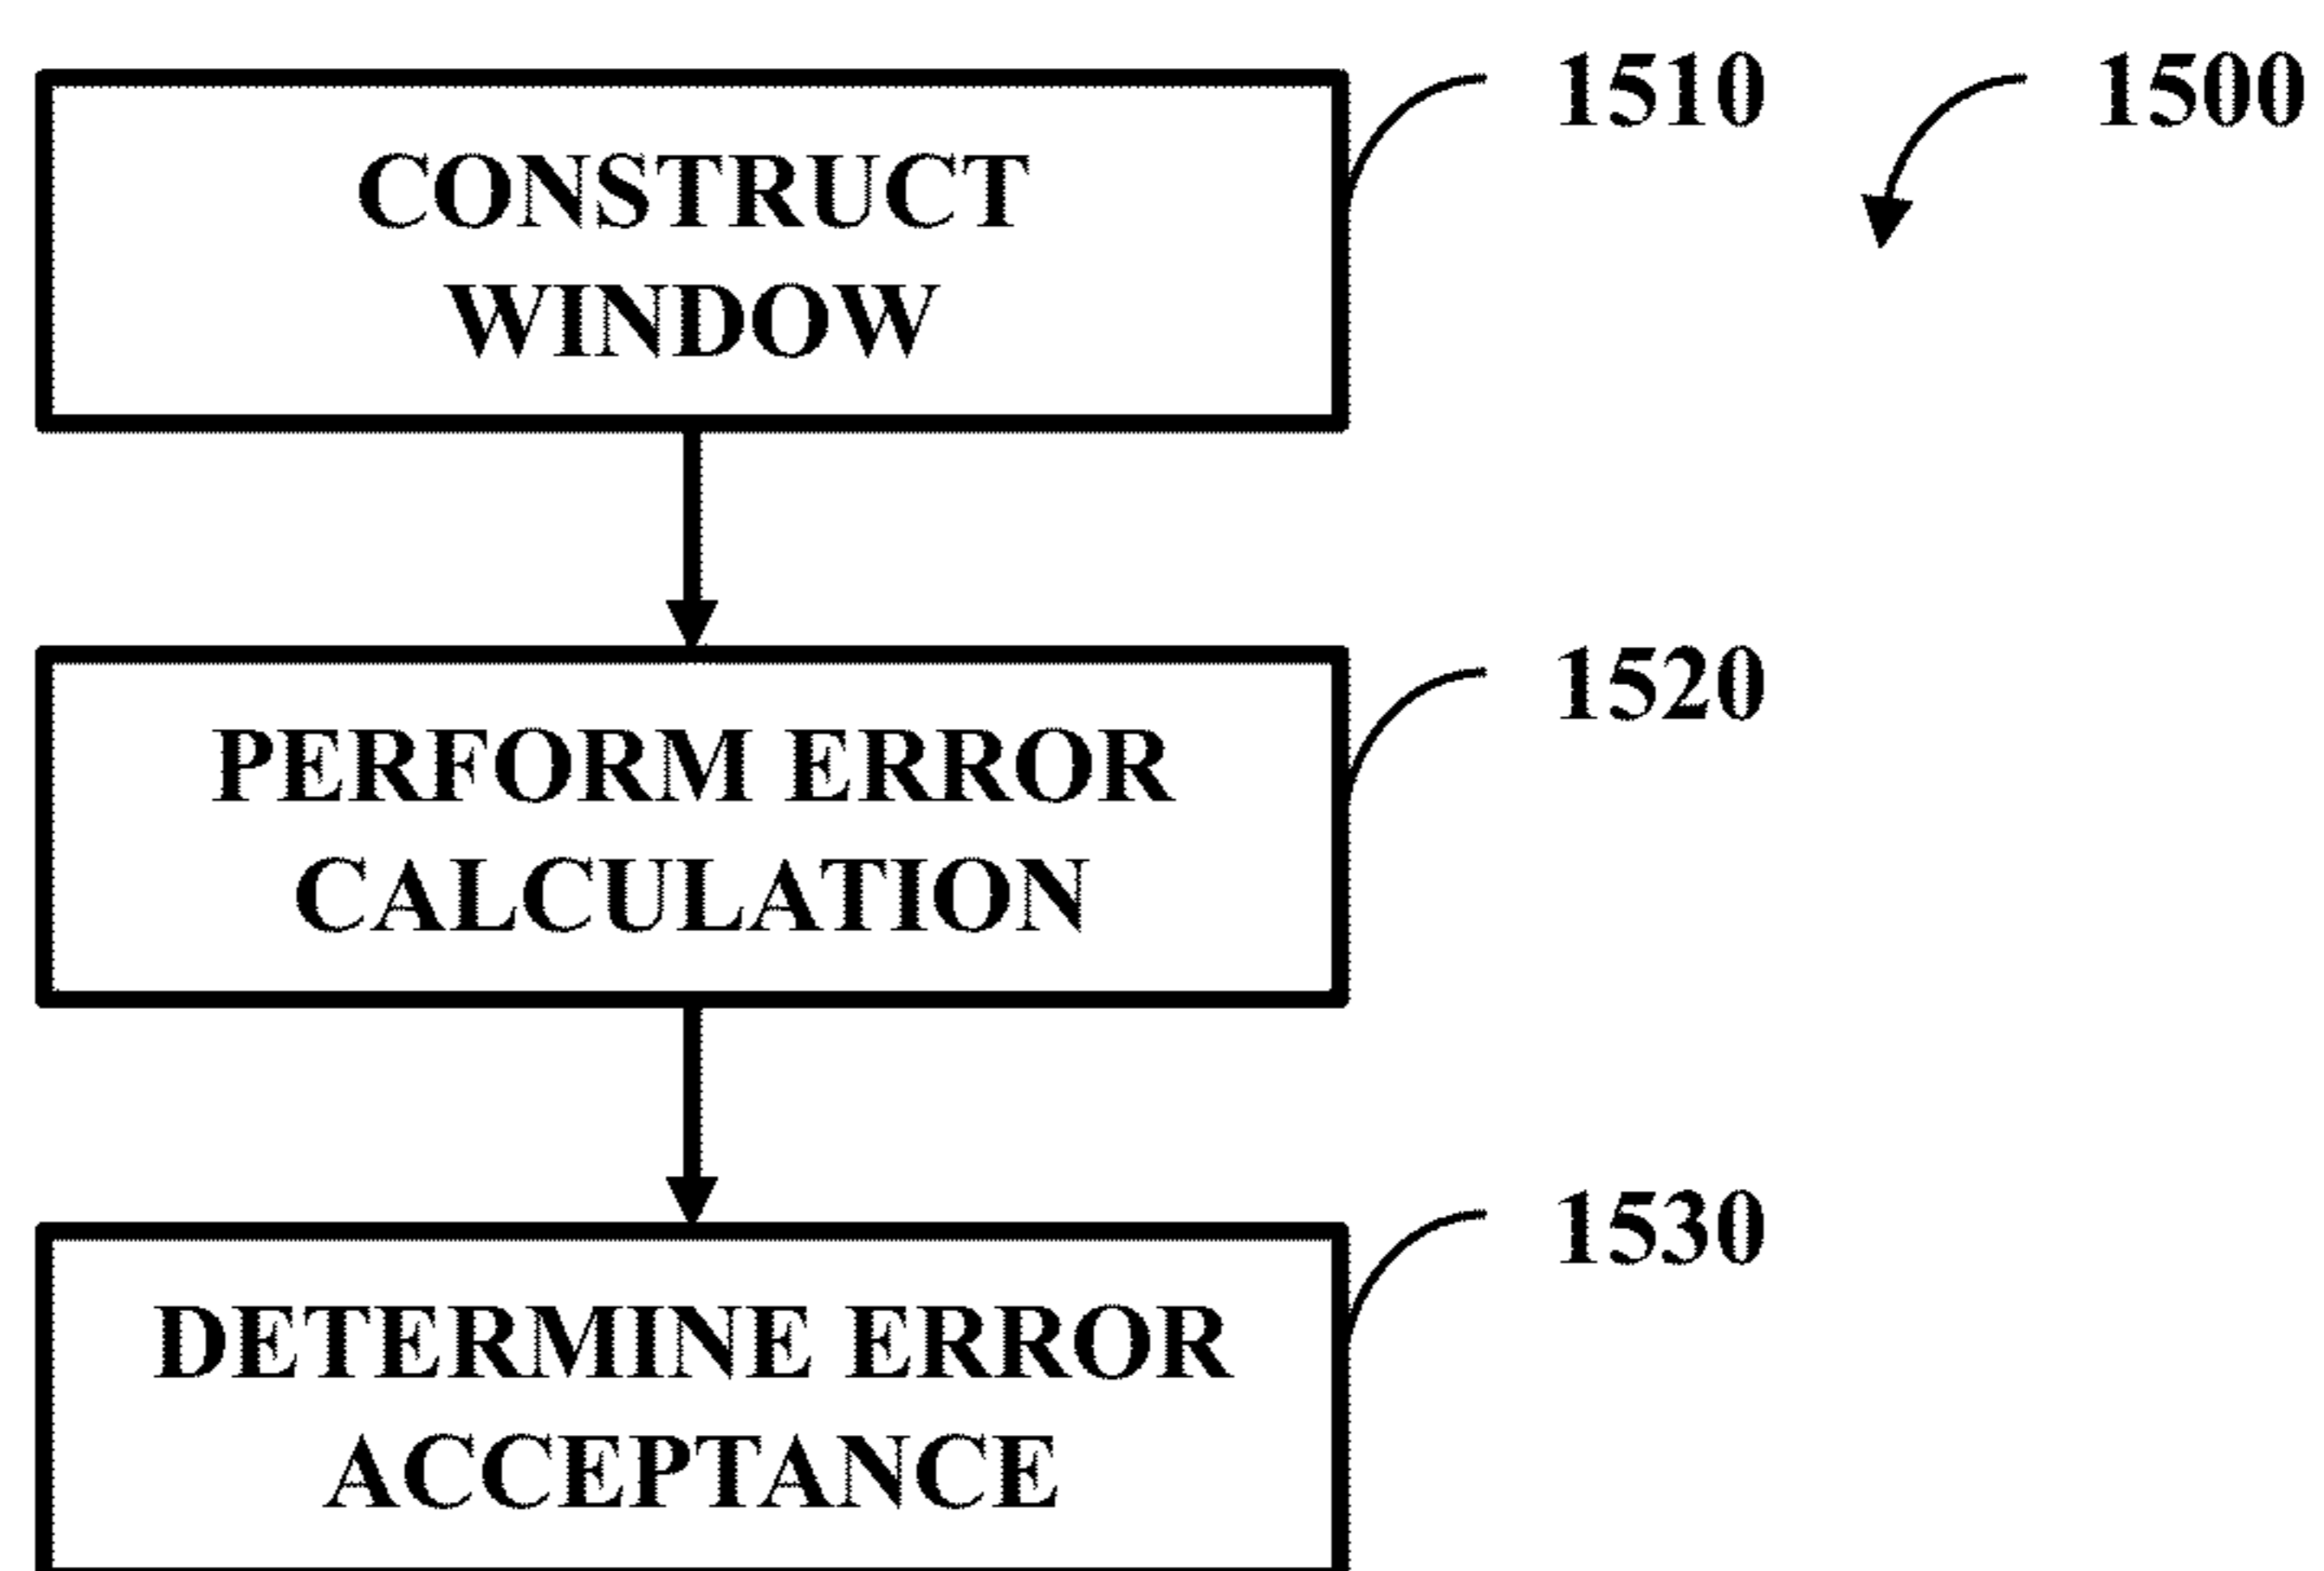 CONSTRUCT
WINDOW
1510
1500
PERFORM ERROR
CALCULATION
1520
DETERMINE ERROR
ACCEPTANCE
1530